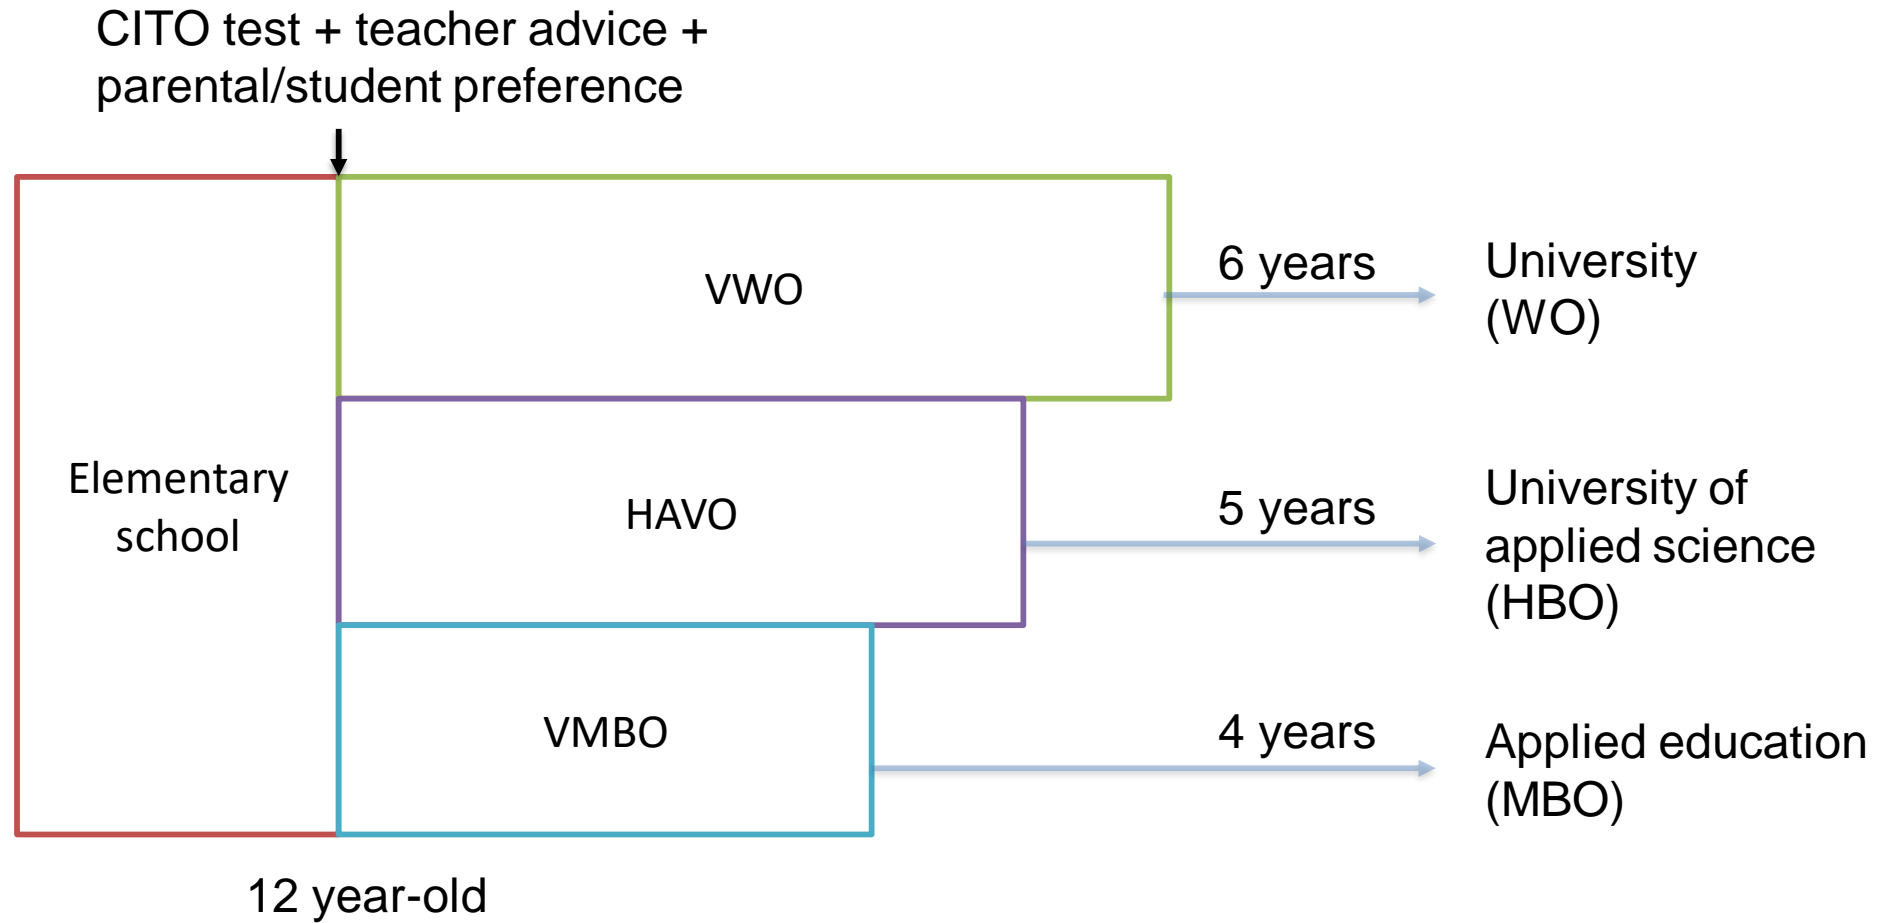 CITO test + teacher advice +
parental/student preference
Elementary
school
VWO
6 years
University
(WO)
HAVO
5 years
University of
applied science
(HBO)
VMBO
4 years
Applied education
(MBO)
12 year-old